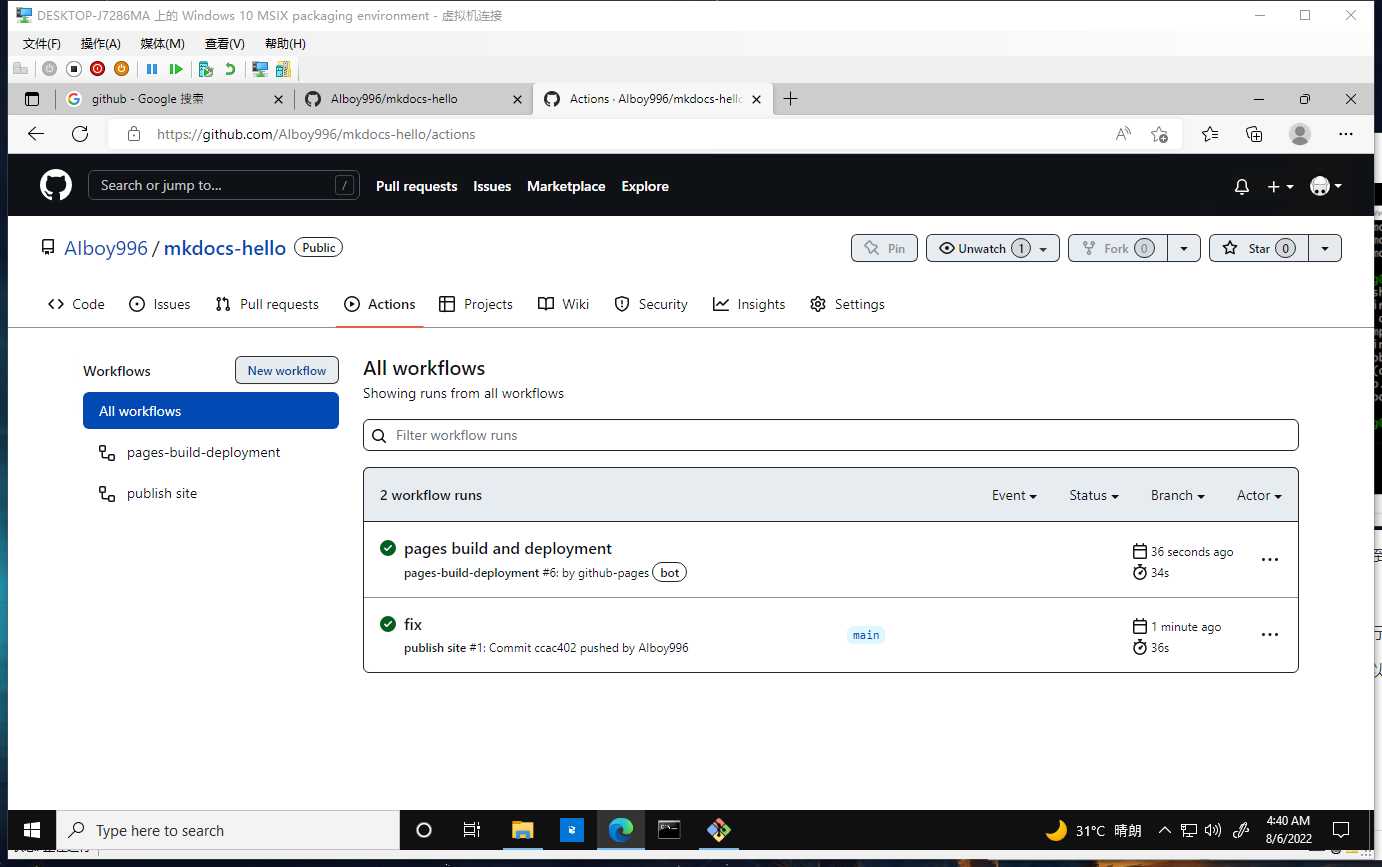 DESKTOP-J7286MA 上的 Windows 10 MSIX packaging environment - 虚拟机连接
文件(F) 操作(A) 媒体(M) 查看(V) 帮助(H)
github - Google 搜索
AIboy996/mkdocs-hello
Actions · AIboy996/mkdocs-hello
https://github.com/AIboy996/mkdocs-hello/actions
Search or jump to... /
Pull requests Issues Marketplace Explore
AIboy996 / mkdocs-hello Public
Pin Unwatch 1 Fork 0 Star 0
Code Issues Pull requests Actions Projects Wiki Security Insights Settings
Workflows New workflow
All workflows
pages-build-deployment
publish site
All workflows
Showing runs from all workflows
Filter workflow runs
2 workflow runs Event Status Branch Actor
pages build and deployment
pages-build-deployment #6: by github-pages bot
36 seconds ago
34s
fix
publish site #1: Commit ccac402 pushed by AIboy996
main
1 minute ago
36s
Type here to search
31°C 晴朗
4:40 AM
8/6/2022